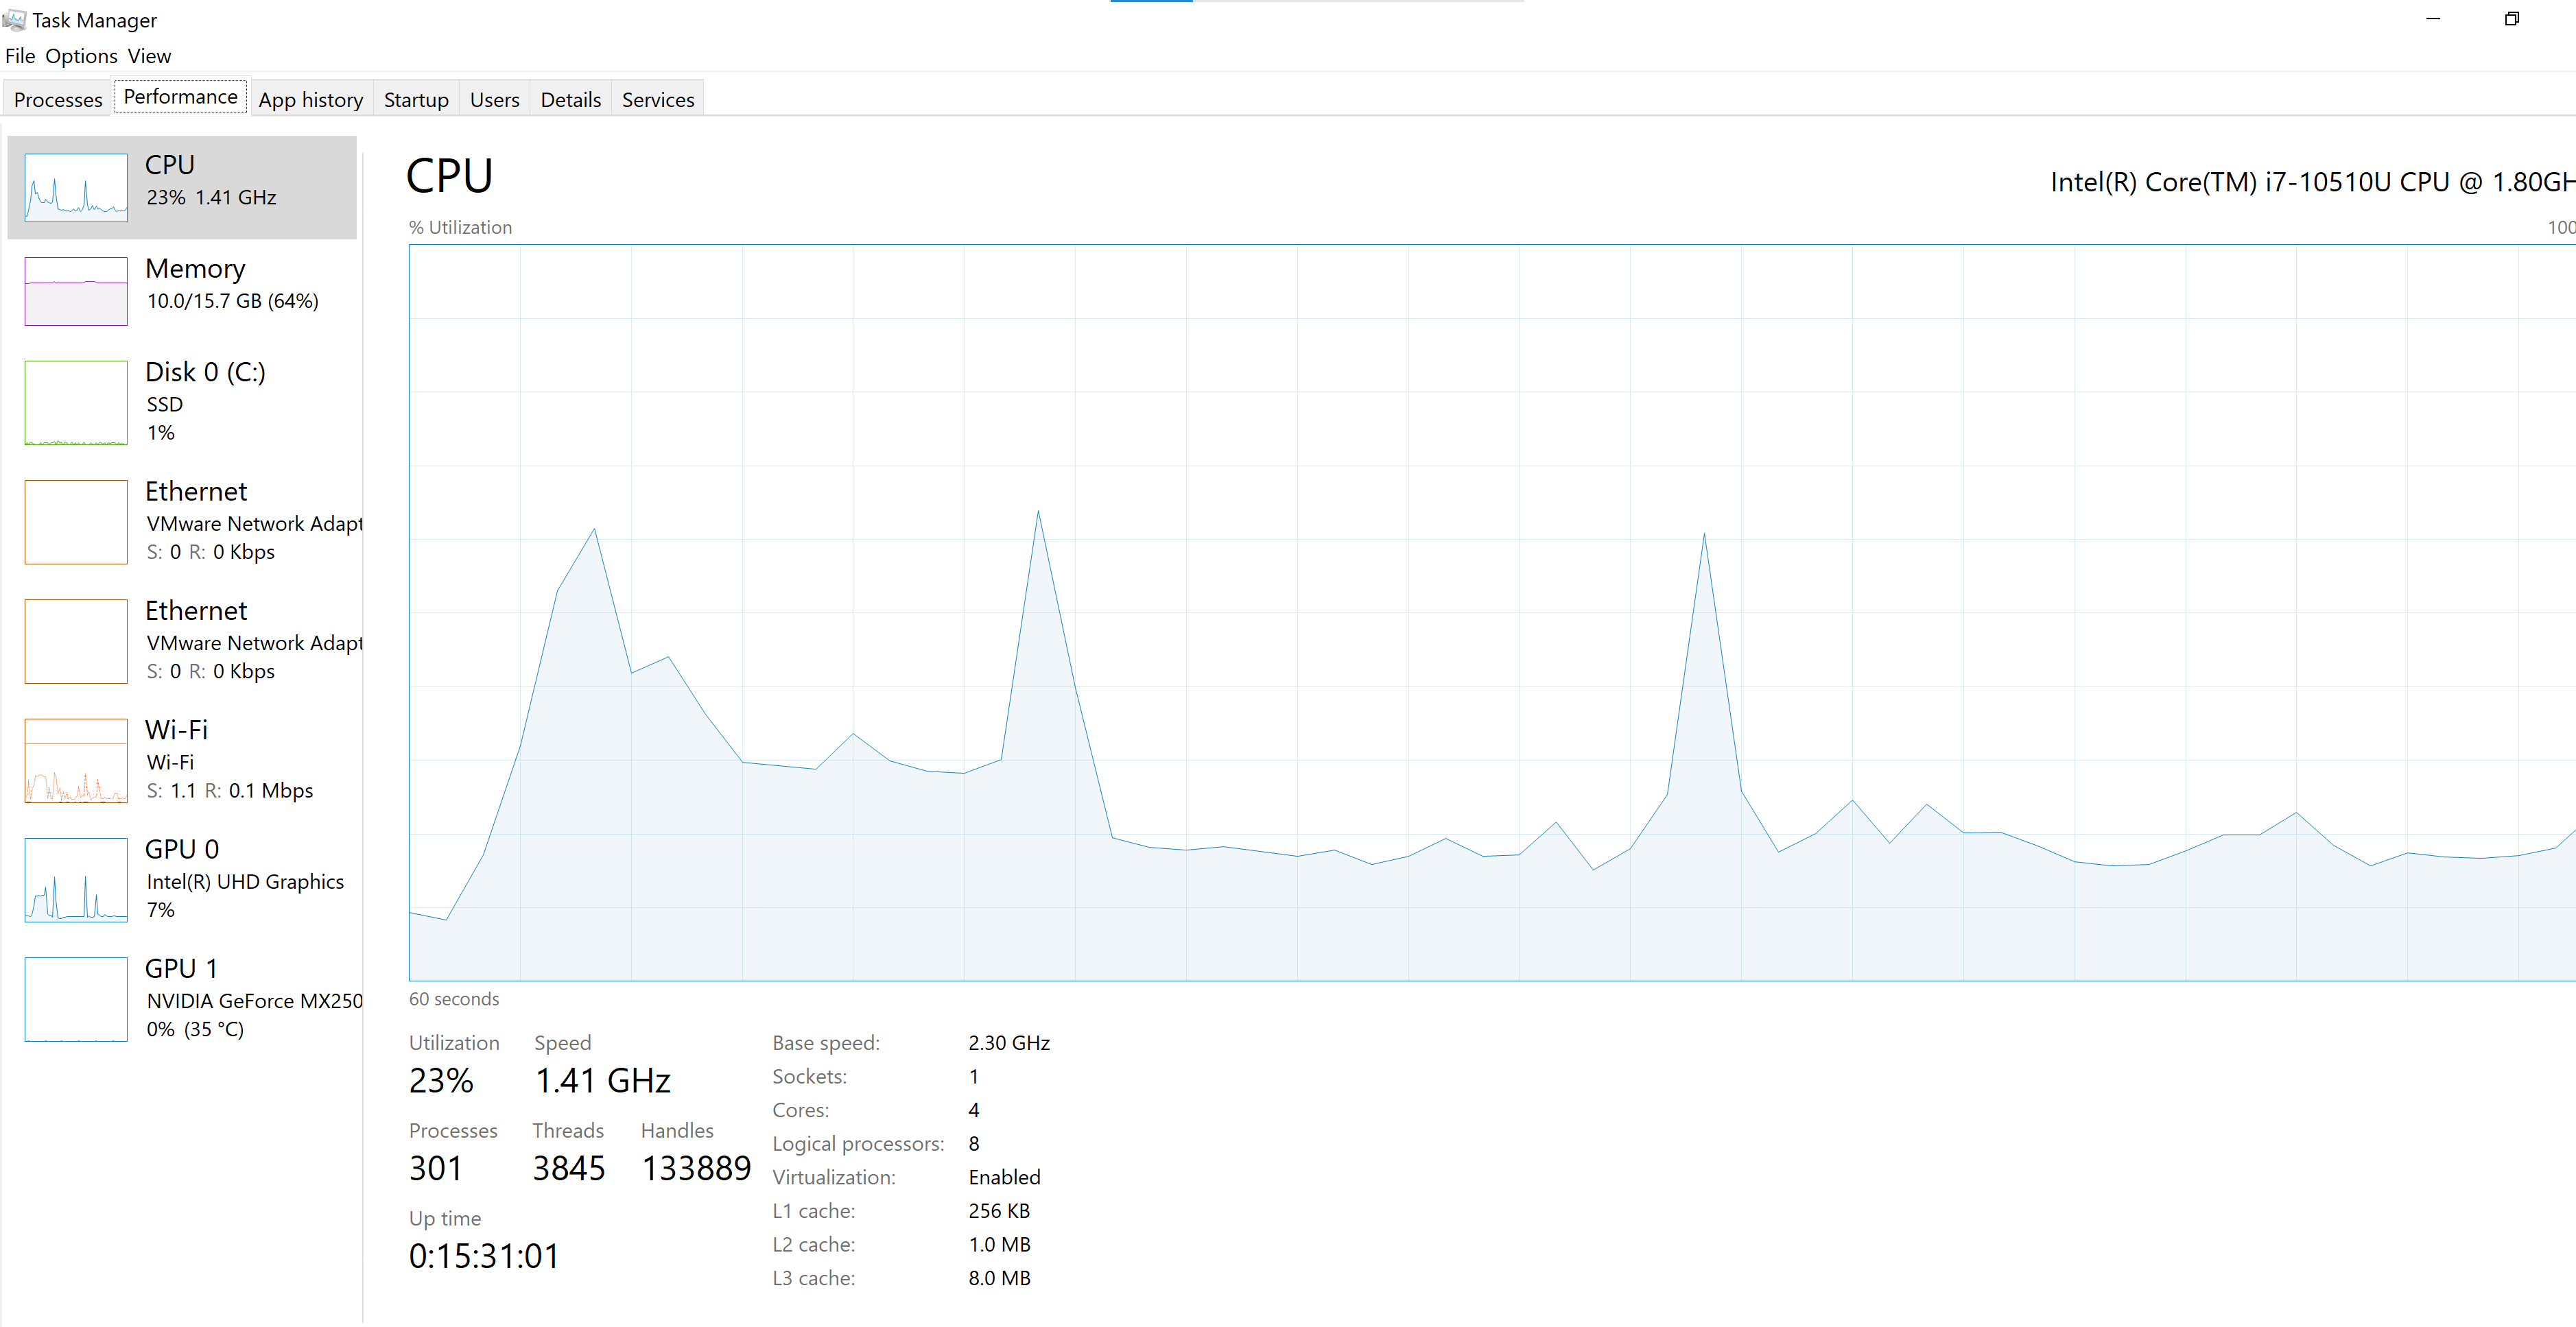 Task Manager
File Options View
Processes Performance App history Startup Users Details Services
CPU
23% 1.41 GHz
Memory
10.0/15.7 GB (64%)
Disk 0 (C:)
SSD
1%
Ethernet
VMware Network Adapt
S: 0 R: 0 Kbps
Ethernet
VMware Network Adapt
S: 0 R: 0 Kbps
Wi-Fi
Wi-Fi
S: 1.1 R: 0.1 Mbps
GPU 0
Intel(R) UHD Graphics
7%
GPU 1
NVIDIA GeForce MX250
0% (35 °C)
CPU
Intel(R) Core(TM) i7-10510U CPU @ 1.80GH
% Utilization
100
60 seconds
Utilization Speed
23% 1.41 GHz
Processes Threads Handles
301 3845 133889
Up time
0:15:31:01
Base speed: 2.30 GHz
Sockets: 1
Cores: 4
Logical processors: 8
Virtualization: Enabled
L1 cache: 256 KB
L2 cache: 1.0 MB
L3 cache: 8.0 MB